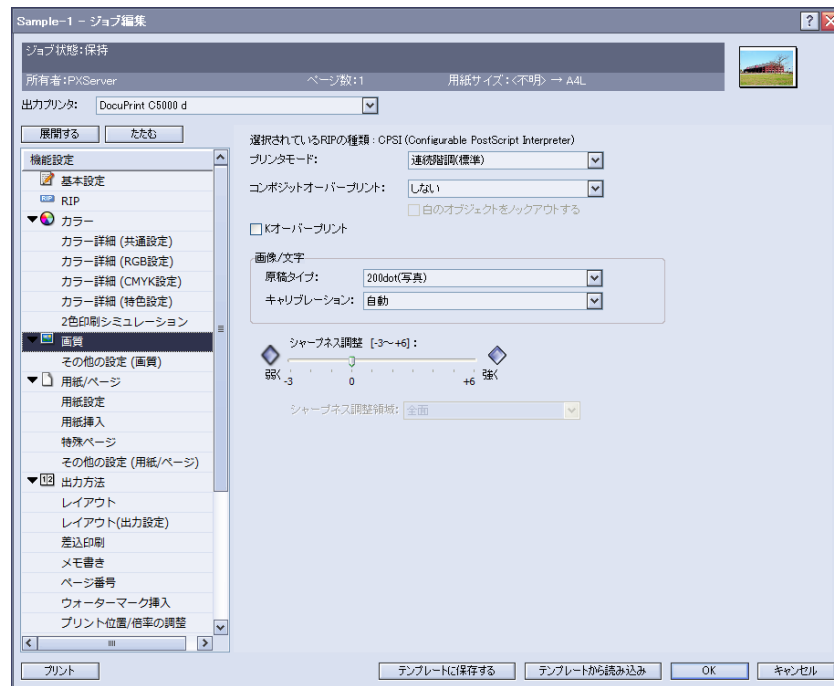 Sample-1 - ジョブ編集
ジョブ状態:保持
所有者:PXServer ページ数:1 用紙サイズ:<不明> → A4L
出力プリンタ: DocuPrint C5000 d
展開する たたむ
機能設定
基本設定
RIP RIP
カラー
カラー詳細 (共通設定)
カラー詳細 (RGB設定)
カラー詳細 (CMYK設定)
カラー詳細 (特色設定)
2色印刷シミュレーション
画質
その他の設定 (画質)
用紙/ページ
用紙設定
用紙挿入
特殊ページ
その他の設定 (用紙/ページ)
12 出力方法
レイアウト
レイアウト(出力設定)
差込印刷
メモ書き
ページ番号
ウォーターマーク挿入
プリント位置/倍率の調整
選択されているRIPの種類 : CPSI (Configurable PostScript Interpreter)
プリンタモード: 連続階調(標準)
コンポジットオーバープリント: しない
白のオブジェクトをノックアウトする
Kオーバープリント
画像/文字
原稿タイプ: 200dot(写真)
キャリブレーション: 自動
シャープネス調整 [-3~+6] :
弱く -3 0 +6 強く
シャープネス調整領域: 全面
プリント テンプレートに保存する テンプレートから読み込み OK キャンセル